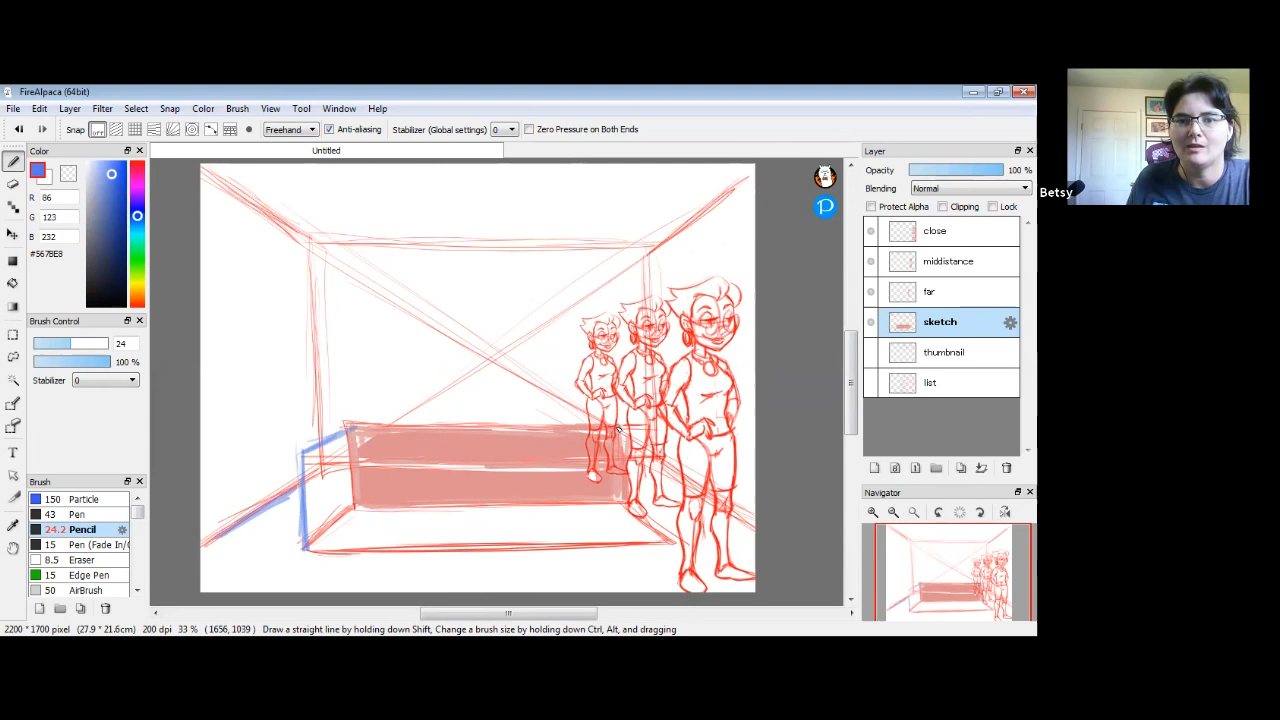 FireAlpaca (64bit)
File Edit Layer Filter Select Snap Color Brush View Tool Window Help
Snap OFF Freehand Anti-aliasing Stabilizer (Global settings) 0 Zero Pressure on Both Ends
Color
Untitled
R 86
G 123
B 232
#567BE8
Brush Control
24
100 %
Stabilizer 0
Brush
150 Particle
43 Pen
24.2 Pencil
15 Pen (Fade In/O
8.5 Eraser
15 Edge Pen
50 AirBrush
Layer
Opacity 100 %
Blending Normal
Protect Alpha Clipping Lock
close
middistance
far
sketch
thumbnail
list
Navigator
2200 * 1700 pixel (27.9 * 21.6cm) 200 dpi 33 % (1656, 1039) Draw a straight line by holding down Shift, Change a brush size by holding down Ctrl, Alt, and dragging
Betsy